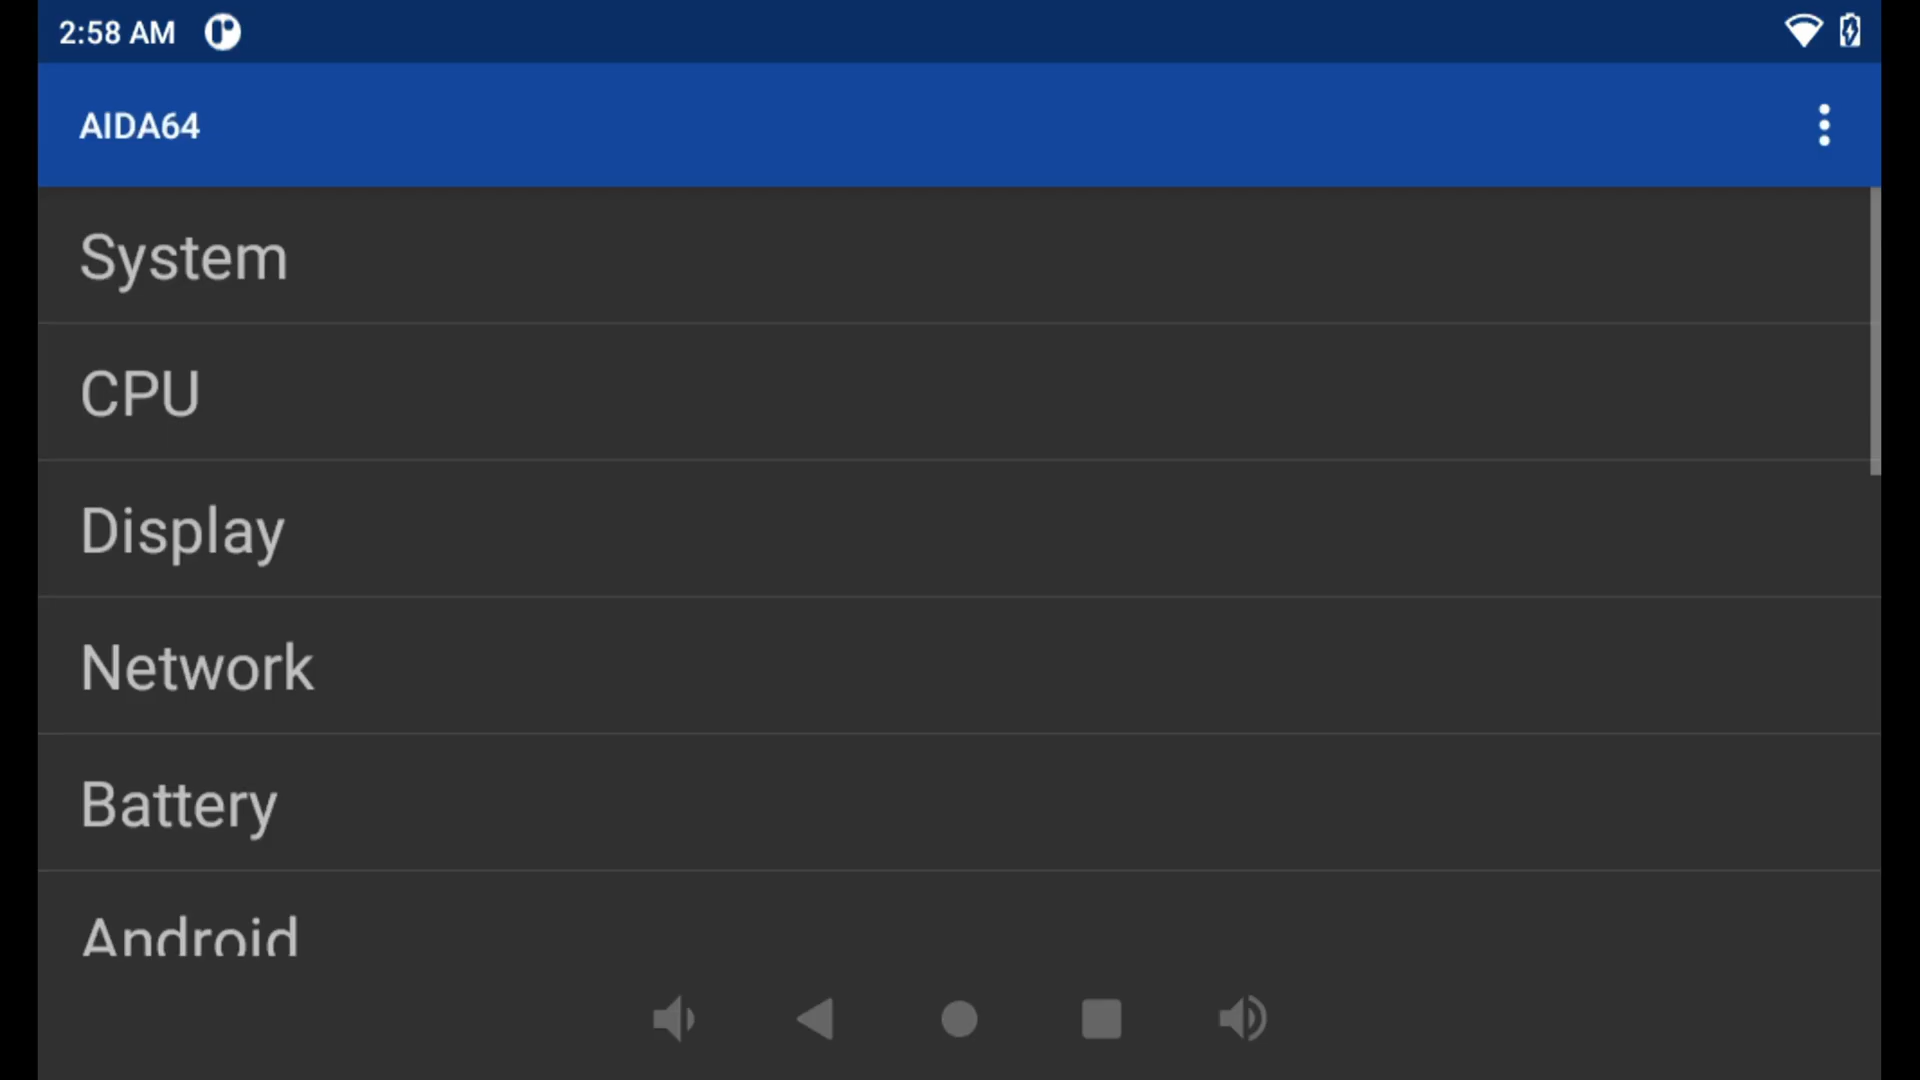 2:58 AM
AIDA64
System
CPU
Display
Network
Battery
Android